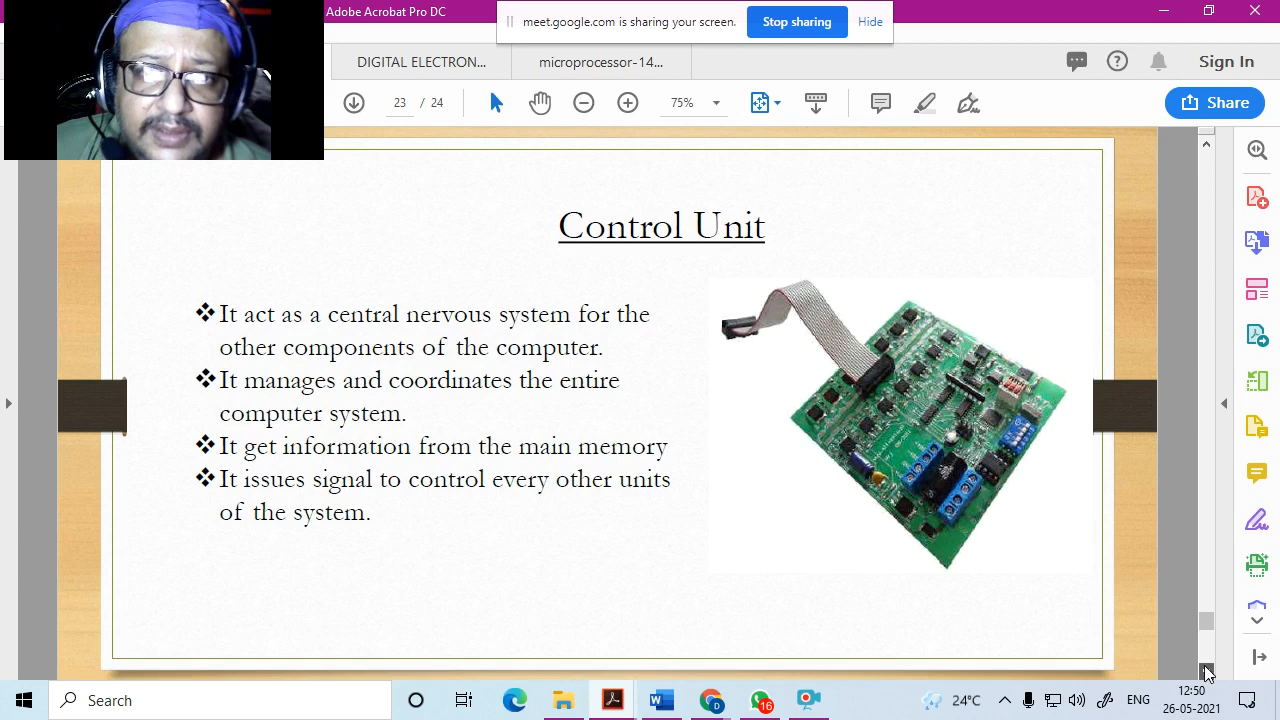 Adobe Acrobat Pro DC
meet.google.com is sharing your screen.
Stop sharing
Hide
DIGITAL ELECTRON...
microprocessor-14...
Sign In
23 / 24
75%
Share
Control Unit
It act as a central nervous system for the
other components of the computer.
It manages and coordinates the entire
computer system.
It get information from the main memory
It issues signal to control every other units
of the system.
Search
16
24°C
ENG
12:50
26-05-2021